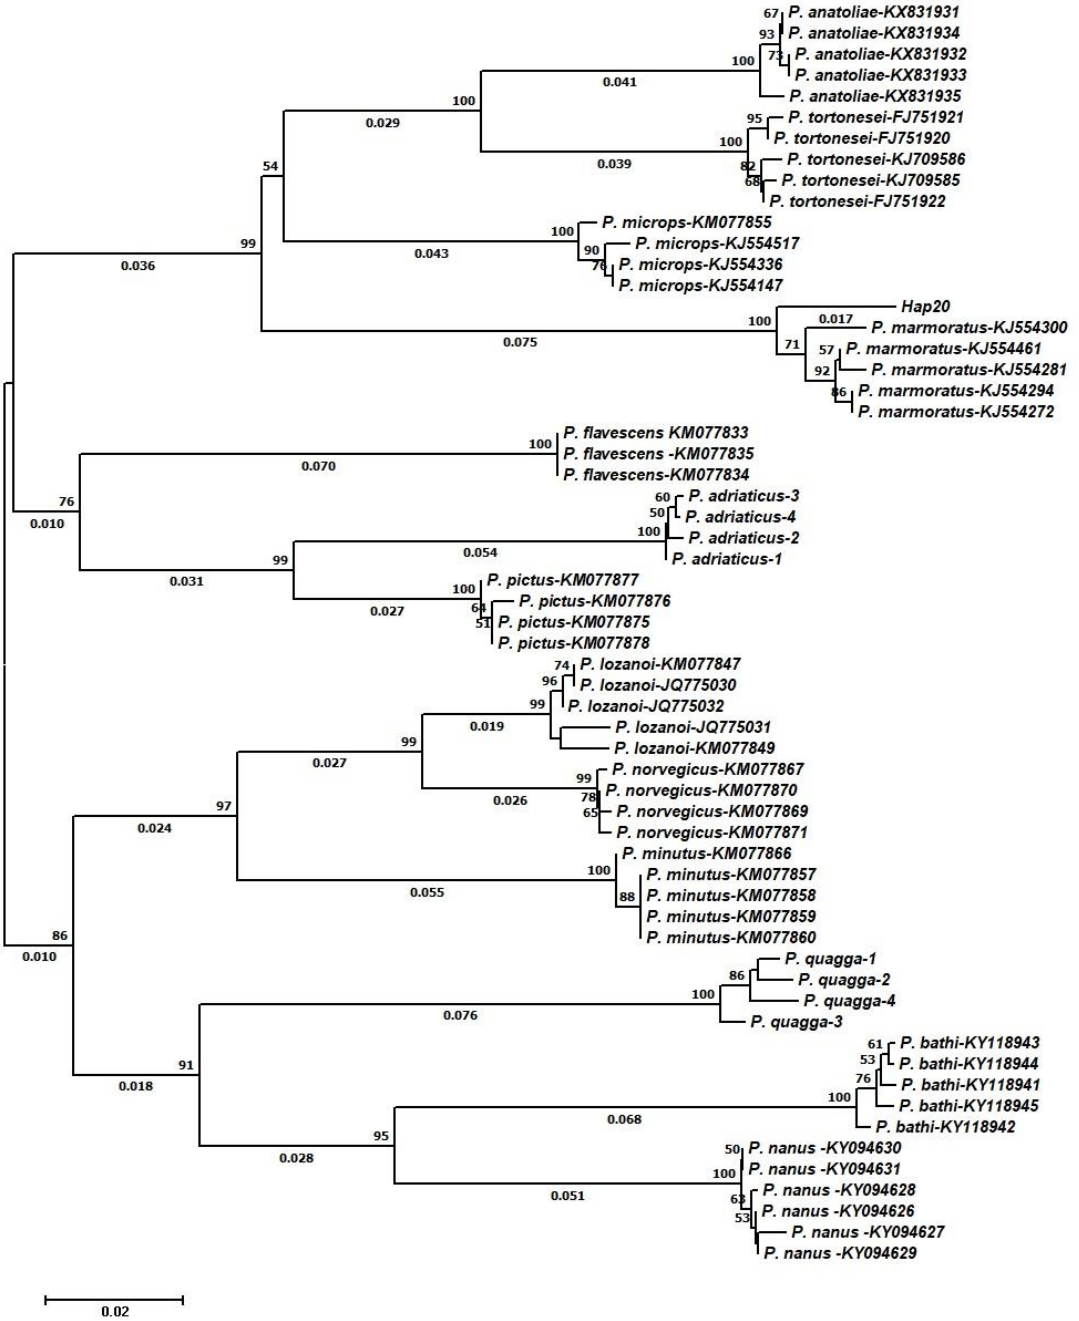 67
P. anatoliae-KX831931
93
P. anatoliae-KX831934
73
P. anatoliae-KX831932
100
P. anatoliae-KX831933
0.041
P. anatoliae-KX831935
100
0.029
95
P. tortonesei-FJ751921
100
P. tortonesei-FJ751920
0.039
82
P. tortonesei-KJ709586
54
68
P. tortonesei-KJ709585
P. tortonesei-FJ751922
100
P. microps-KM077855
0.043
90
P. microps-KJ554517
99
0.036
76
P. microps-KJ554336
P. microps-KJ554147
Hap20
100
0.017
P. marmoratus-KJ554300
0.075
71
57
P. marmoratus-KJ554461
92
P. marmoratus-KJ554281
86
P. marmoratus-KJ554294
P. marmoratus-KJ554272
P. flavescens KM077833
100
P. flavescens -KM077835
0.070
P. flavescens-KM077834
76
0.010
60
P. adriaticus-3
50
P. adriaticus-4
100
P. adriaticus-2
0.054
P. adriaticus-1
99
0.031
P. pictus-KM077877
100
P. pictus-KM077876
0.027
64
51
P. pictus-KM077875
P. pictus-KM077878
74
P. lozanoi-KM077847
96
P. lozanoi-JQ775030
99
P. lozanoi-JQ775032
0.019
P. lozanoi-JQ775031
99
P. lozanoi-KM077849
0.027
P. norvegicus-KM077867
99
P. norvegicus-KM077870
0.026
78
65
P. norvegicus-KM077869
97
0.024
P. norvegicus-KM077871
P. minutus-KM077866
100
P. minutus-KM077857
0.055
88
P. minutus-KM077858
P. minutus-KM077859
86
0.010
P. minutus-KM077860
P. quagga-1
86
P. quagga-2
100
P. quagga-4
0.076
P. quagga-3
91
0.018
61
P. bathi-KY118943
53
P. bathi-KY118944
76
P. bathi-KY118941
100
P. bathi-KY118945
0.068
P. bathi-KY118942
95
0.028
50
P. nanus -KY094630
100
P. nanus -KY094631
0.051
63
P. nanus -KY094628
53
P. nanus -KY094626
P. nanus -KY094627
P. nanus -KY094629
0.02